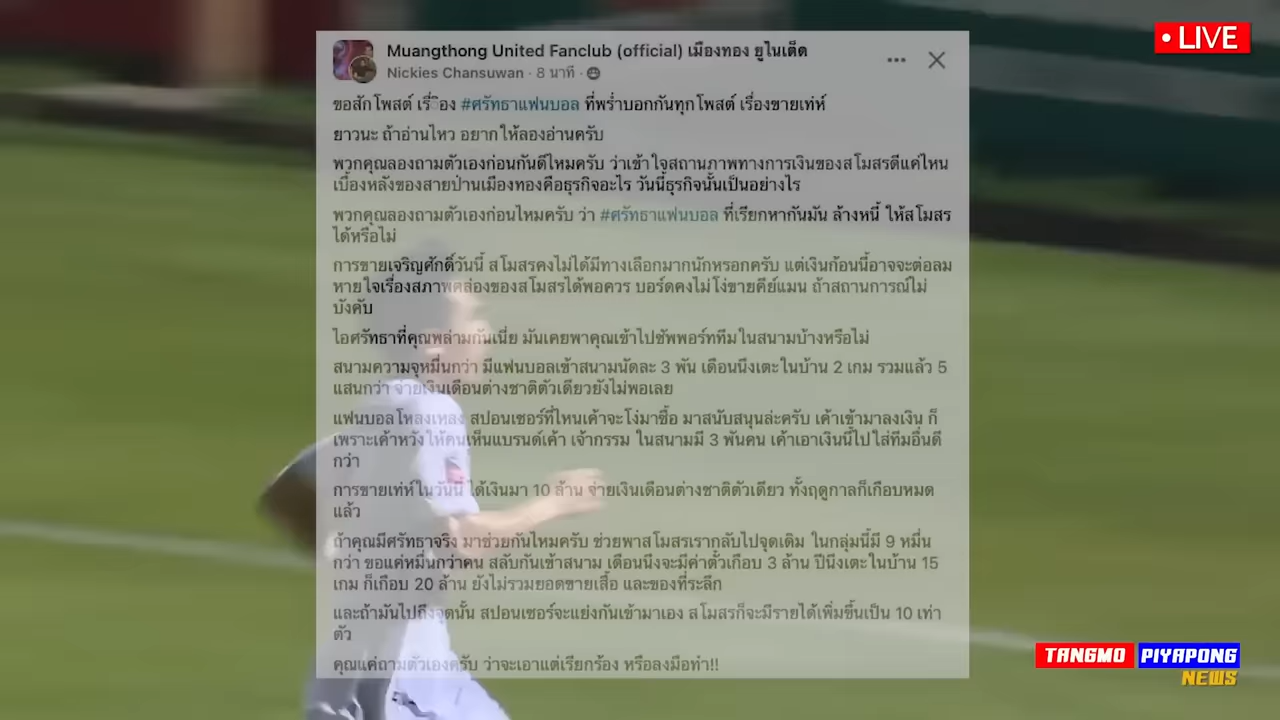 • LIVE
Muangthong United Fanclub (official) เมืองทอง ยูไนเต็ด
Nickies Chansuwan · 8 นาที ·
ขอสักโพสต์ เรื่อง #ศรัทธาแฟนบอล ที่พร่ำบอกกันทุกโพสต์ เรื่องขายเท่ห์
ยาวนะ ถ้าอ่านไหว อยากให้ลองอ่านครับ
พวกคุณลองถามตัวเองก่อนกันดีไหมครับ ว่าเข้าใจสถานภาพทางการเงินของสโมสรดีแค่ไหน
เบื้องหลังของสายป่านเมืองทองคือธุรกิจอะไร วันนี้ธุรกิจนั้นเป็นอย่างไร
พวกคุณลองถามตัวเองก่อนไหมครับ ว่า #ศรัทธาแฟนบอล ที่เรียกหากันมัน ล้างหนี้ ให้สโมสร
ได้หรือไม่
การขายเจริญศักดิ์วันนี้ สโมสรคงไม่ได้มีทางเลือกมากนักหรอกครับ แต่เงินก้อนนี้อาจจะต่อลม
หายใจเรื่องสภาพคล่องของสโมสรได้พอควร บอร์ดคงไม่โง่ขายคีย์แมน ถ้าสถานการณ์ไม่
บังคับ
ไอศรัทธาที่คุณพล่ามกันเนี่ย มันเคยพาคุณเข้าไปซัพพอร์ททีมในสนามบ้างหรือไม่
สนามความจุหมื่นกว่า มีแฟนบอลเข้าสนามนัดละ 3 พัน เดือนนึงเตะในบ้าน 2 เกม รวมแล้ว 5
แสนกว่า จ่ายเงินเดือนต่างชาติตัวเดียวยังไม่พอเลย
แฟนบอลโหลงเหลง สปอนเซอร์ที่ไหนเค้าจะโง่มาซื้อ มาสนับสนุนล่ะครับ เค้าเข้ามาลงเงิน ก็
เพราะเค้าหวังให้คนเห็นแบรนด์เค้า เจ้ากรรม ในสนามมี 3 พันคน เค้าเอาเงินนี้ไปใส่ทีมอื่นดี
กว่า
การขายเท่ห์ในวันนี้ ได้เงินมา 10 ล้าน จ่ายเงินเดือนต่างชาติตัวเดียว ทั้งฤดูกาลก็เกือบหมด
แล้ว
ถ้าคุณมีศรัทธาจริง มาช่วยกันไหมครับ ช่วยพาสโมสรเรากลับไปจุดเดิม ในกลุ่มนี้มี 9 หมื่น
กว่า ขอแค่หมื่นกว่าคน สลับกันเข้าสนาม เดือนนึงจะมีค่าตั๋วเกือบ 3 ล้าน ปีนึงเตะในบ้าน 15
เกม ก็เกือบ 20 ล้าน ยังไม่รวมยอดขายเสื้อ และของที่ระลึก
และถ้ามันไปถึงจุดนั้น สปอนเซอร์จะแย่งกันเข้ามาเอง สโมสรก็จะมีรายได้เพิ่มขึ้นเป็น 10 เท่า
ตัว
คุณแค่ถามตัวเองครับ ว่าจะเอาแต่เรียกร้อง หรือลงมือทำ!!
TANGMO PIYAPONG
NEWS